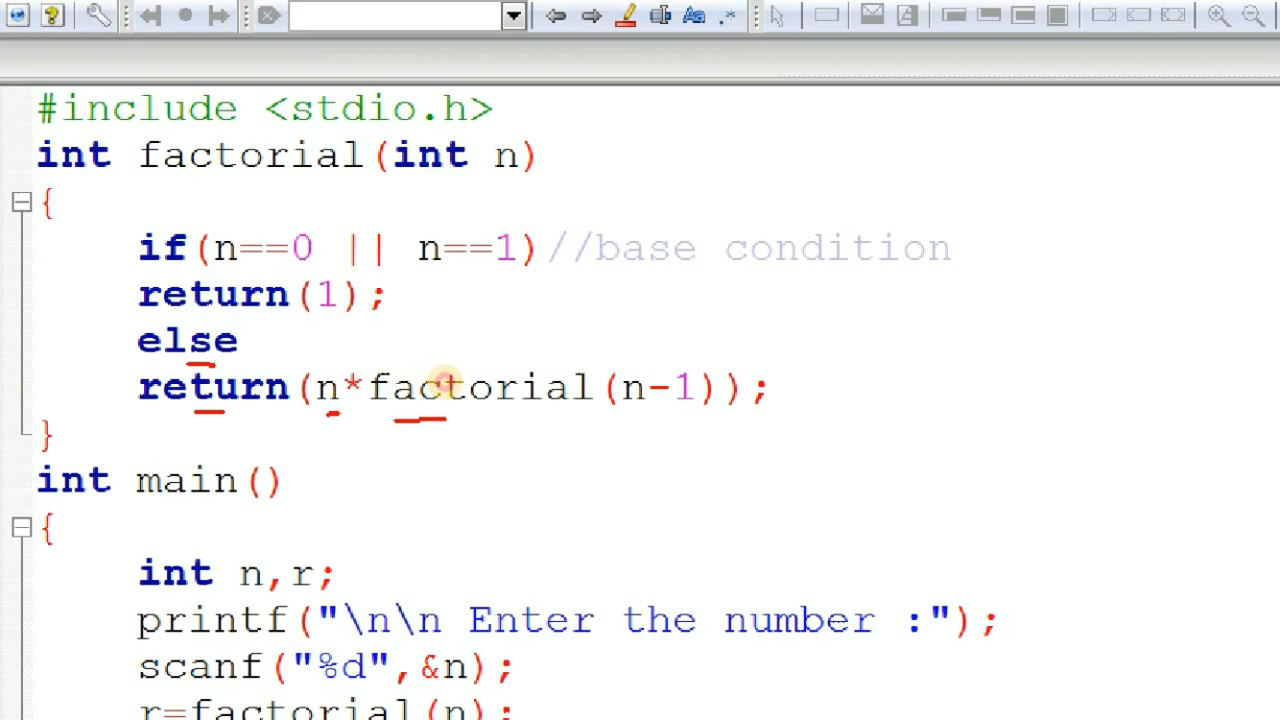 #include <stdio.h>
int factorial(int n)
{
if(n==0 || n==1)//base condition
return(1);
else
return(n*factorial(n-1));
}
int main()
{
int n,r;
printf("\n\n Enter the number :");
scanf("%d",&n);
r=factorial(n);